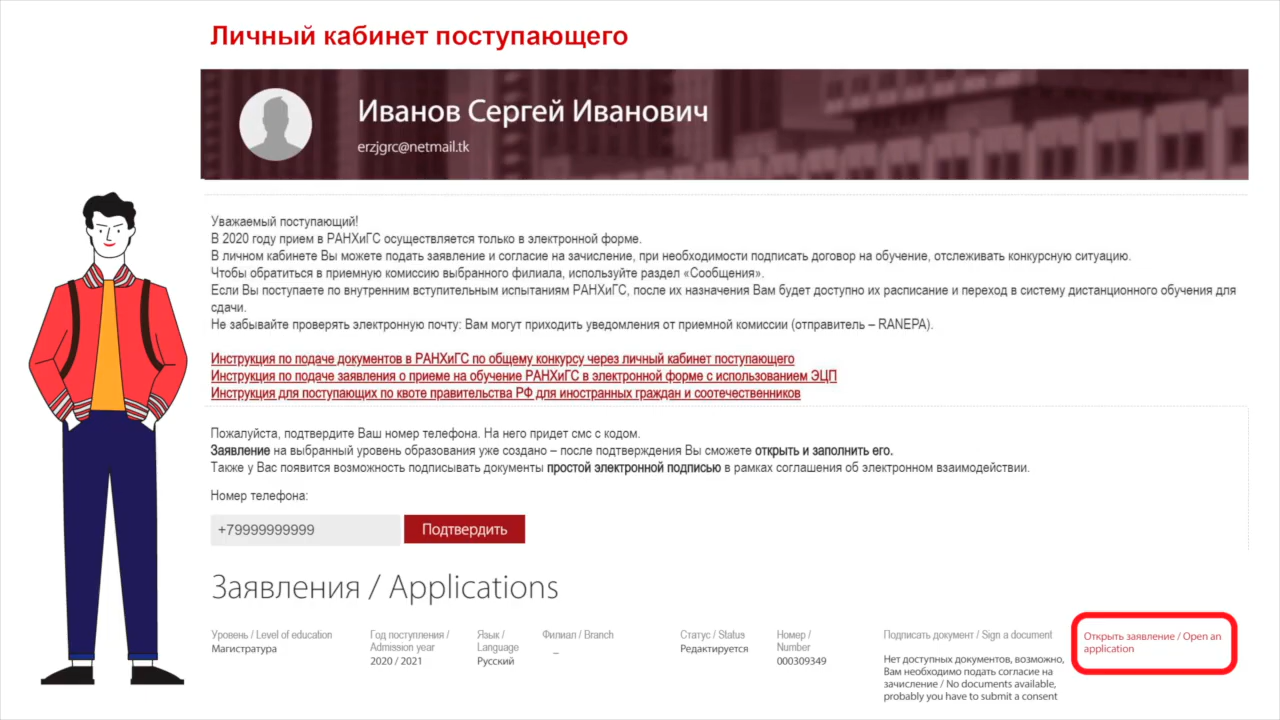 Личный кабинет поступающего
Иванов Сергей Иванович
erzjgrc@netmail.tk
Уважаемый поступающий!
В 2020 году прием в РАНХиГС осуществляется только в электронной форме.
В личном кабинете Вы можете подать заявление и согласие на зачисление, при необходимости подписать договор на обучение, отслеживать конкурсную ситуацию.
Чтобы обратиться в приемную комиссию выбранного филиала, используйте раздел «Сообщения».
Если Вы поступаете по внутренним вступительным испытаниям РАНХиГС, после их назначения Вам будет доступно их расписание и переход в систему дистанционного обучения для
сдачи.
Не забывайте проверять электронную почту: Вам могут приходить уведомления от приемной комиссии (отправитель – RANEPA).
Инструкция по подаче документов в РАНХиГС по общему конкурсу через личный кабинет поступающего
Инструкция по подаче заявления о приеме на обучение РАНХиГС в электронной форме с использованием ЭЦП
Инструкция для поступающих по квоте правительства РФ для иностранных граждан и соотечественников
Пожалуйста, подтвердите Ваш номер телефона. На него придет смс с кодом.
Заявление на выбранный уровень образования уже создано – после подтверждения Вы сможете открыть и заполнить его.
Также у Вас появится возможность подписывать документы простой электронной подписью в рамках соглашения об электронном взаимодействии.
Номер телефона:
+79999999999 Подтвердить
Заявления / Applications
Уровень / Level of education
Магистратура
Год поступления /
Admission year
2020 / 2021
Язык /
Language
Русский
Филиал / Branch
–
Статус / Status
Редактируется
Номер /
Number
000309349
Подписать документ / Sign a document
Нет доступных документов, возможно,
Вам необходимо подать согласие на
зачисление / No documents available,
probably you have to submit a consent
Открыть заявление / Open an
application